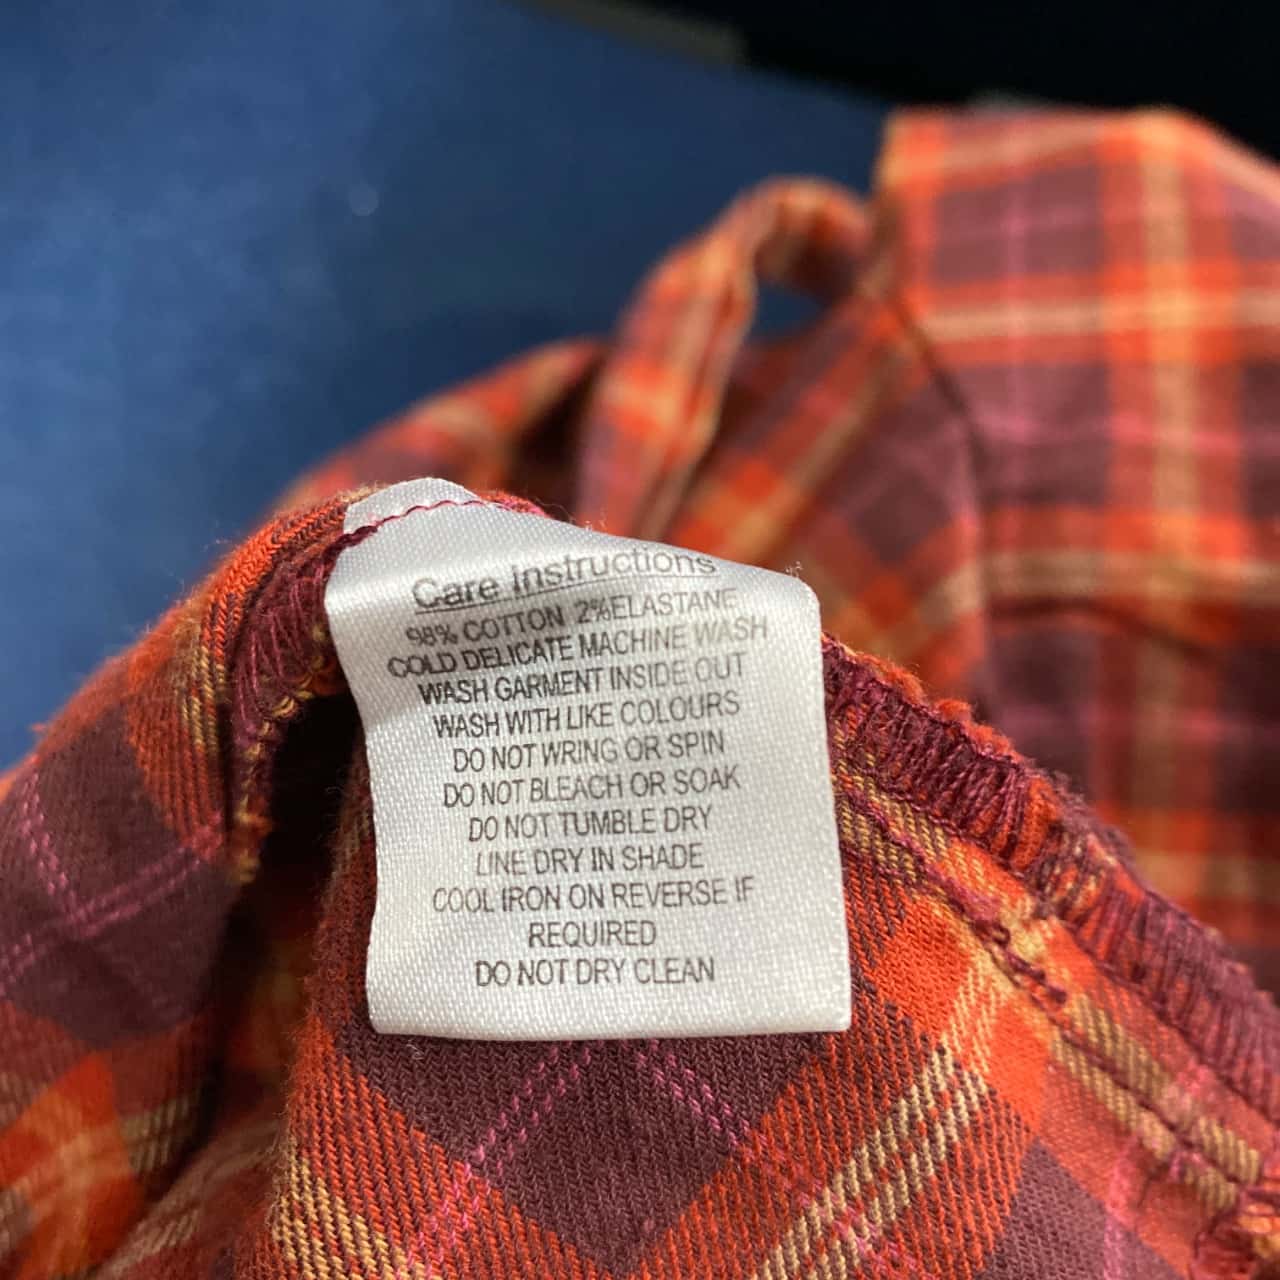 Care Instructions
98% COTTON 2%ELASTANE
COLD DELICATE MACHINE WASH
WASH GARMENT INSIDE OUT
WASH WITH LIKE COLOURS
DO NOT WRING OR SPIN
DO NOT BLEACH OR SOAK
DO NOT TUMBLE DRY
LINE DRY IN SHADE
COOL IRON ON REVERSE IF
REQUIRED
DO NOT DRY CLEAN